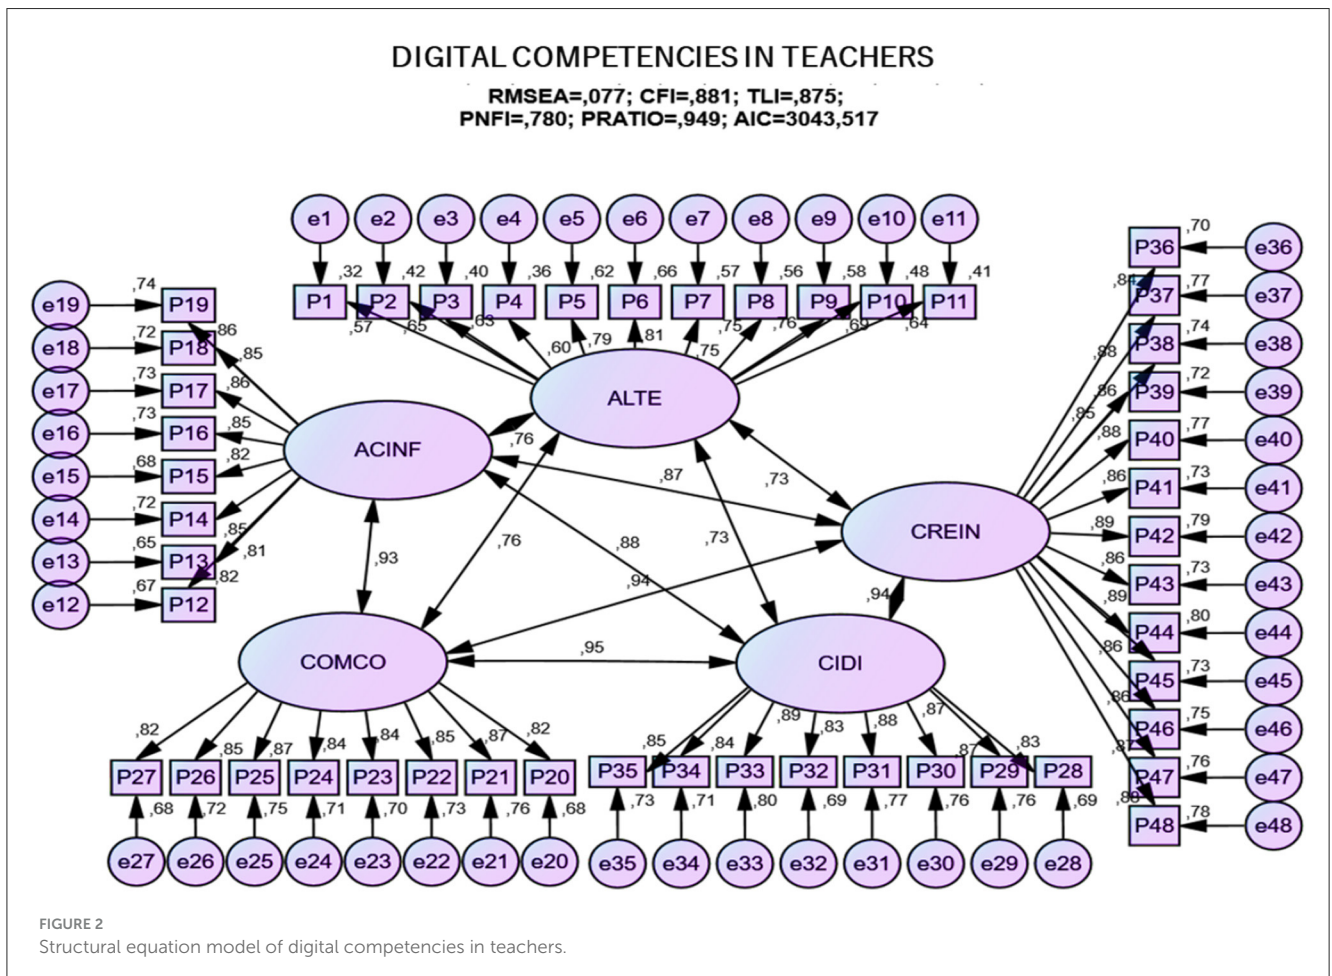 DIGITAL COMPETENCIES IN TEACHERS
RMSEA=,077; CFI=,881; TLI=,875;
PNFI=,780; PRATIO=,949; AIC=3043,517
e1 e2 e3 e4 e5 e6 e7 e8 e9 e10 e11
,32 ,42 ,40 ,36 ,62 ,66 ,57 ,56 ,58 ,48 ,41
P1 P2 P3 P4 P5 P6 P7 P8 P9 P10 P11
,57 ,65 ,63 ,60 ,79 ,81 ,75 ,75 ,76 ,69 ,64
ALTE
e19 ,74 P19
e18 ,72 P18
e17 ,73 P17
e16 ,73 P16
e15 ,68 P15
e14 ,72 P14
e13 ,65 P13
e12 ,67 P12
,86
,85
,86
,85
,82
,85
,81
,82
ACINF
,76
,87
,73
,93
,76
,88
,73
,94
,94
,95
CREIN
P36 ,70 e36
P37 ,77 e37
P38 ,74 e38
P39 ,72 e39
P40 ,77 e40
P41 ,73 e41
P42 ,79 e42
P43 ,73 e43
P44 ,80 e44
P45 ,73 e45
P46 ,75 e46
P47 ,76 e47
P48 ,78 e48
,84
,88
,86
,85
,88
,86
,89
,86
,89
,86
,86
,87
,88
COMCO
,82 ,85 ,87 ,84 ,84 ,85 ,87 ,82
P27 P26 P25 P24 P23 P22 P21 P20
,68 ,72 ,75 ,71 ,70 ,73 ,76 ,68
e27 e26 e25 e24 e23 e22 e21 e20
CIDI
,85 ,84 ,89 ,83 ,88 ,87 ,87 ,83
P35 P34 P33 P32 P31 P30 P29 P28
,73 ,71 ,80 ,69 ,77 ,76 ,76 ,69
e35 e34 e33 e32 e31 e30 e29 e28
FIGURE 2
Structural equation model of digital competencies in teachers.